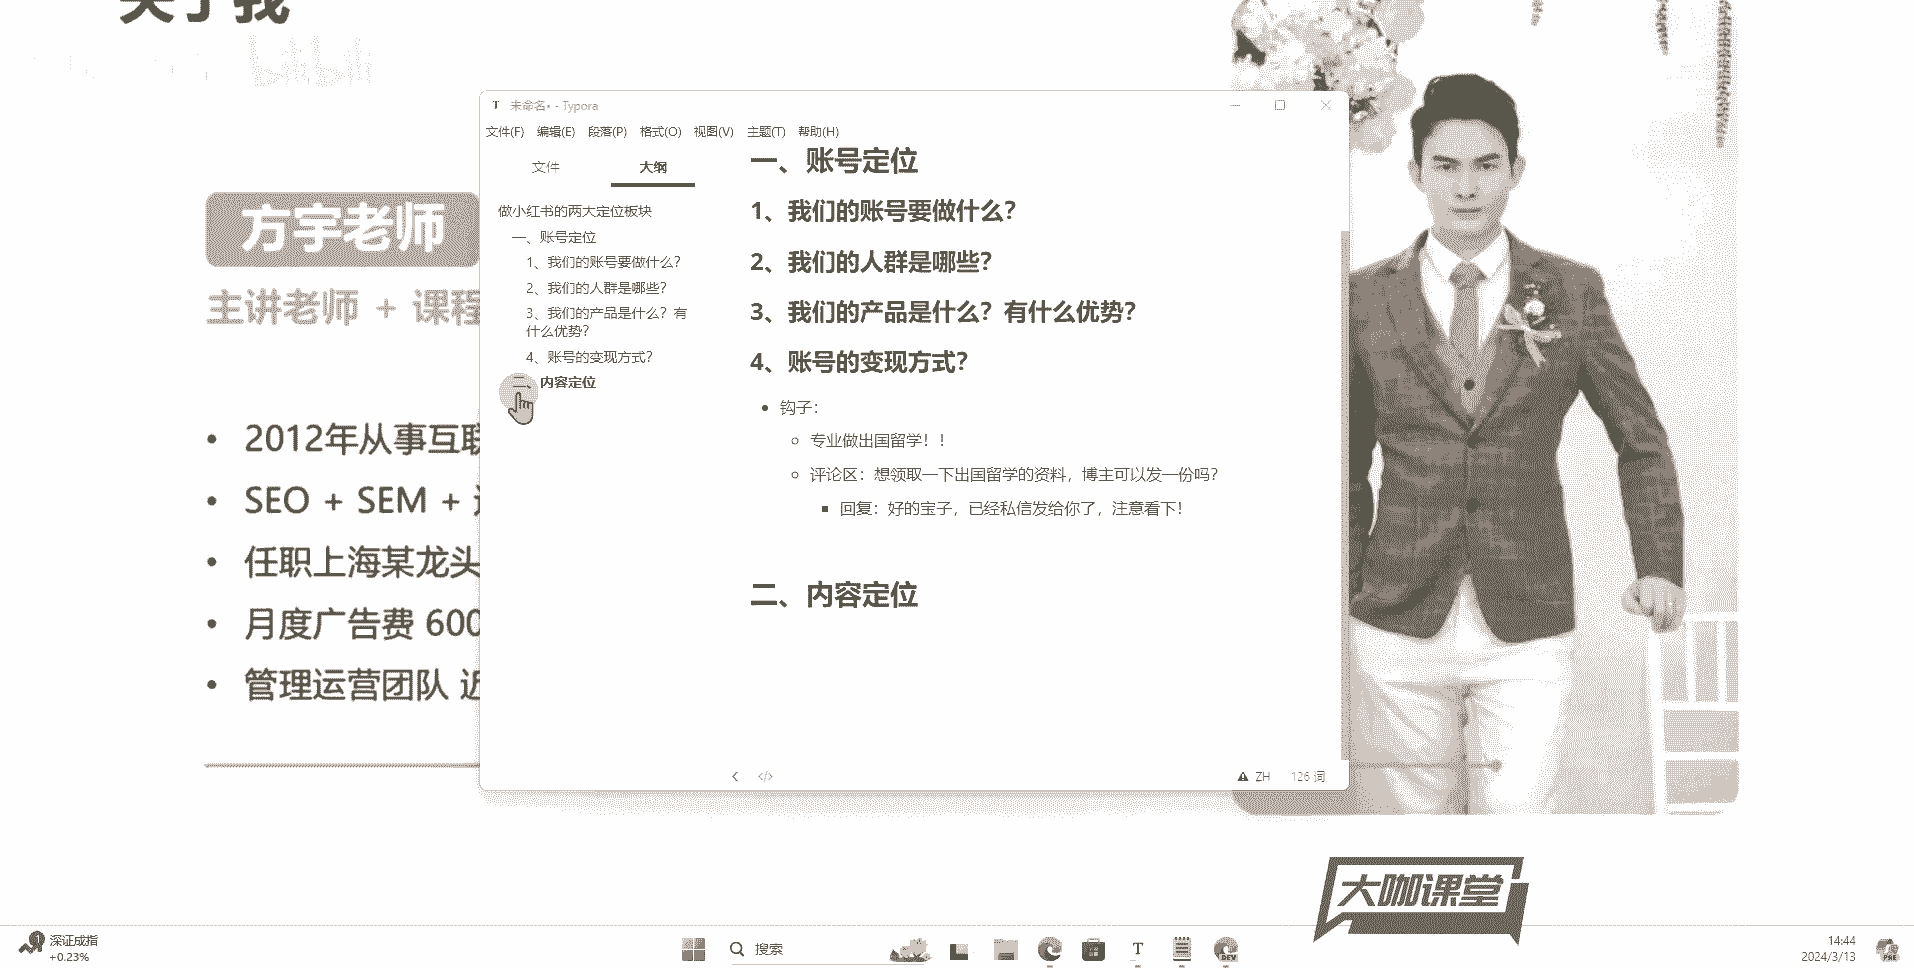 关于我
bilibili
方宇老师
主讲老师 + 课程
2012年从事互联
SEO + SEM +
任职上海某龙头
月度广告费 600
管理运营团队 近
T 未命名• - Typora
文件(F) 编辑(E) 段落(P) 格式(O) 视图(V) 主题(T) 帮助(H)
文件 大纲
做小红书的两大定位板块
一、账号定位
1、我们的账号要做什么?
2、我们的人群是哪些?
3、我们的产品是什么?有
什么优势?
4、账号的变现方式?
二、内容定位
一、账号定位
1、我们的账号要做什么?
2、我们的人群是哪些?
3、我们的产品是什么?有什么优势?
4、账号的变现方式?
钩子:
专业做出国留学!!
评论区:想领取一下出国留学的资料,博主可以发一份吗?
回复:好的宝子,已经私信发给你了,注意看下!
二、内容定位
</> ZH 126 词
大咖课堂
1 深证成指
+0.23%
搜索
T
DEV
14:44
2024/3/13
PRE